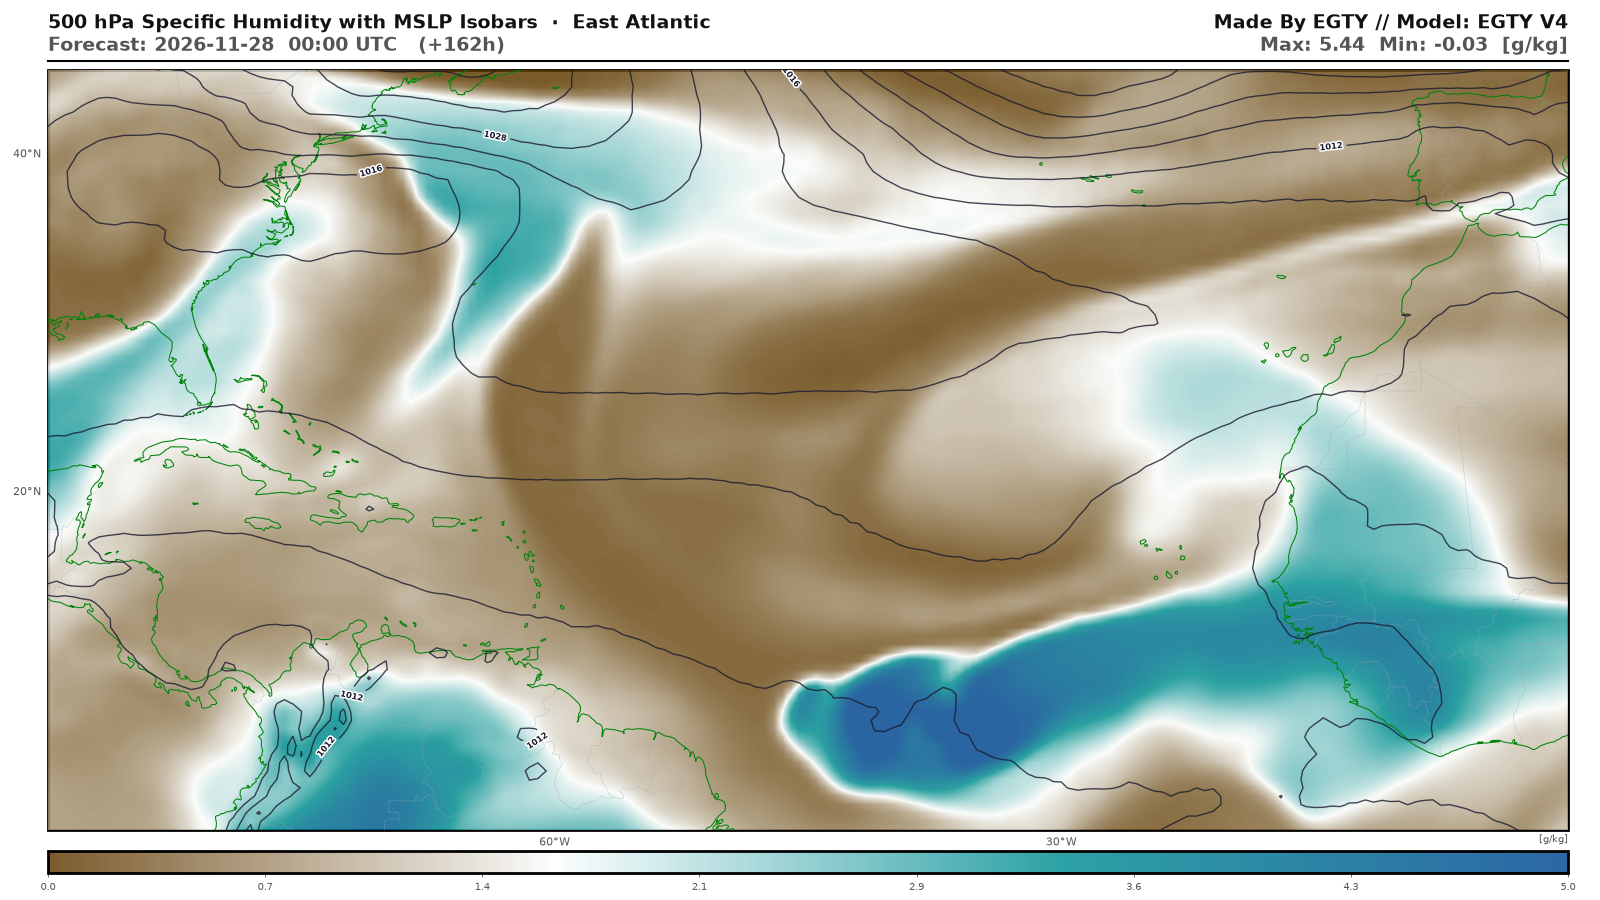 500 hPa Specific Humidity with MSLP Isobars · East Atlantic
Made By EGTY // Model: EGTY V4
Forecast: 2026-11-28 00:00 UTC (+162h)
Max: 5.44 Min: -0.03 [g/kg]
1016
1028
40°N
1012
1016
20°N
1012
1012
1012
60°W
30°W
[g/kg]
0.0
0.7
1.4
2.1
2.9
3.6
4.3
5.0